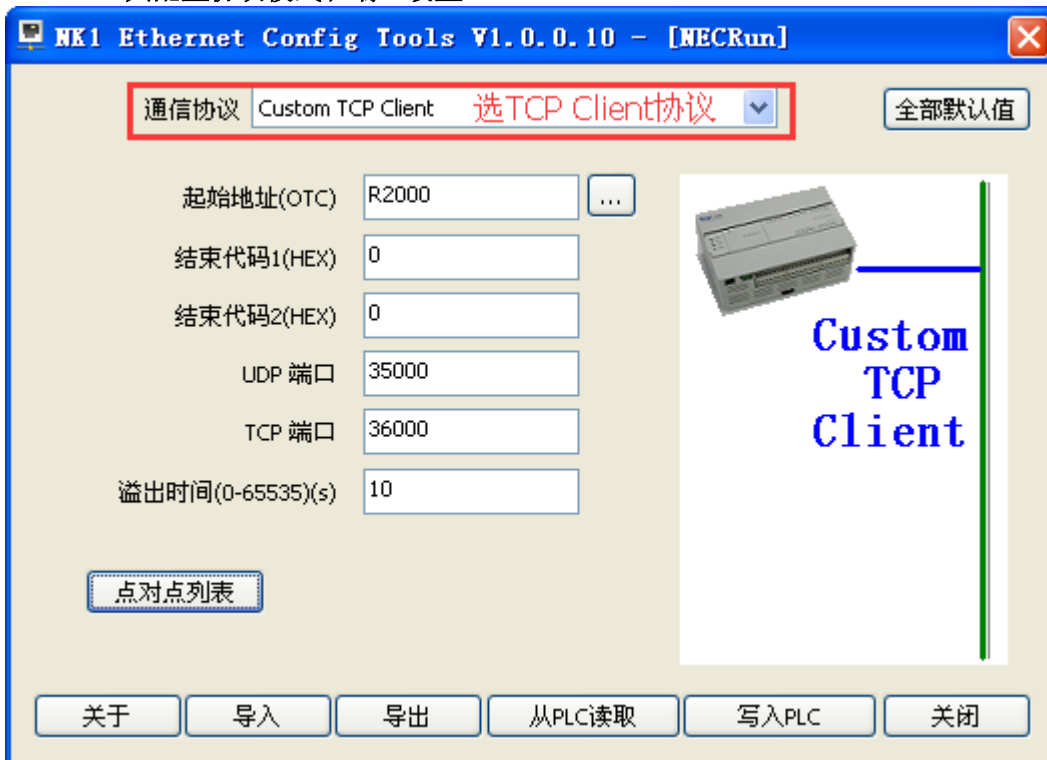 NK1 Ethernet Config Tools V1.0.0.10 - [NECRun]
通信协议 Custom TCP Client 选TCP Client协议 全部默认值
起始地址(OTC) R2000 ...
结束代码1(HEX) 0
结束代码2(HEX) 0
UDP 端口 35000
TCP 端口 36000
溢出时间(0-65535)(s) 10
Custom
TCP
Client
点对点列表
关于 导入 导出 从PLC读取 写入PLC 关闭